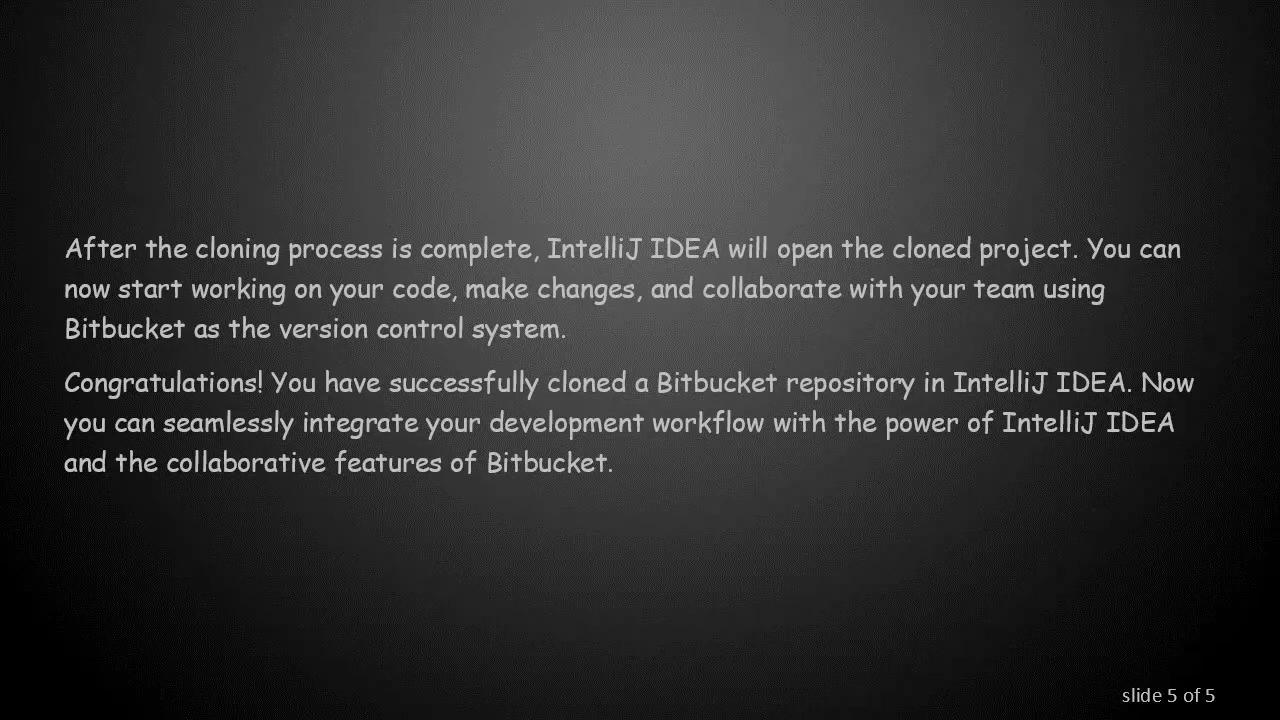 After the cloning process is complete, IntelliJ IDEA will open the cloned project. You can
now start working on your code, make changes, and collaborate with your team using
Bitbucket as the version control system.
Congratulations! You have successfully cloned a Bitbucket repository in IntelliJ IDEA. Now
you can seamlessly integrate your development workflow with the power of IntelliJ IDEA
and the collaborative features of Bitbucket.
slide 5 of 5